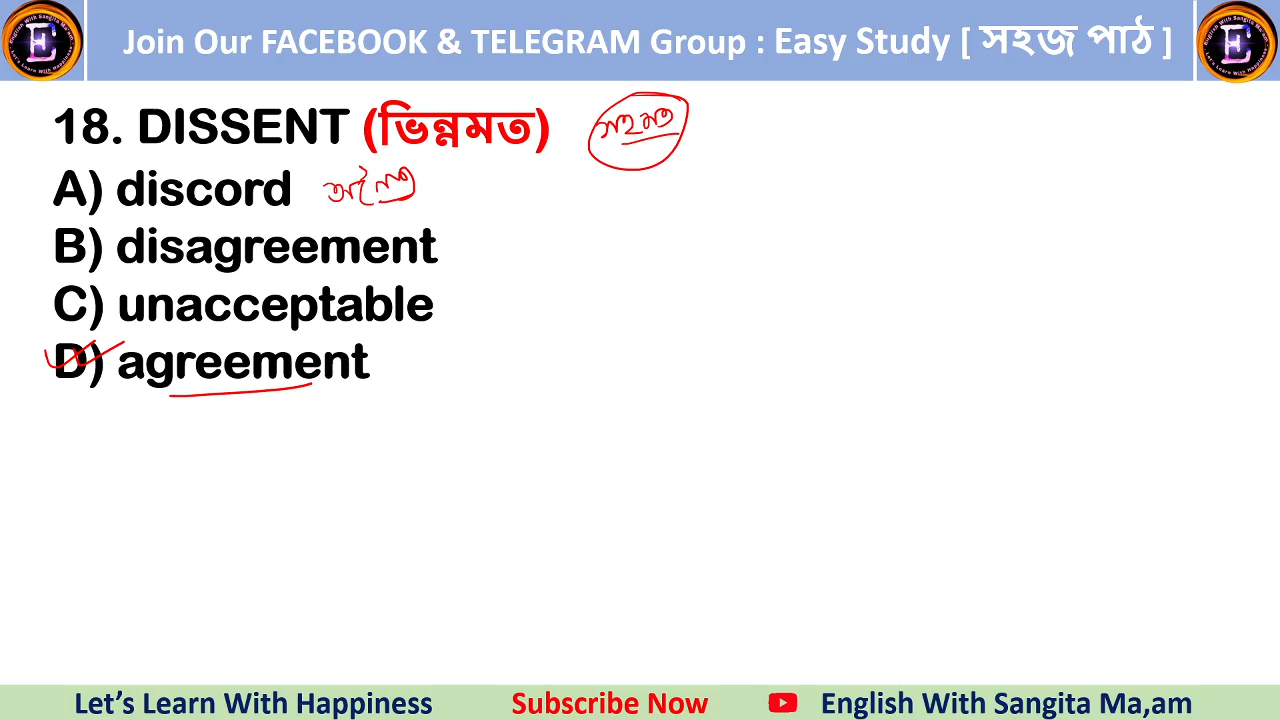 Join Our FACEBOOK & TELEGRAM Group : Easy Study [ সহজ পাঠ ]
18. DISSENT (ভিন্নমত) সহমত
A) discord
B) disagreement
C) unacceptable
D) agreement
Let’s Learn With Happiness Subscribe Now English With Sangita Ma,am